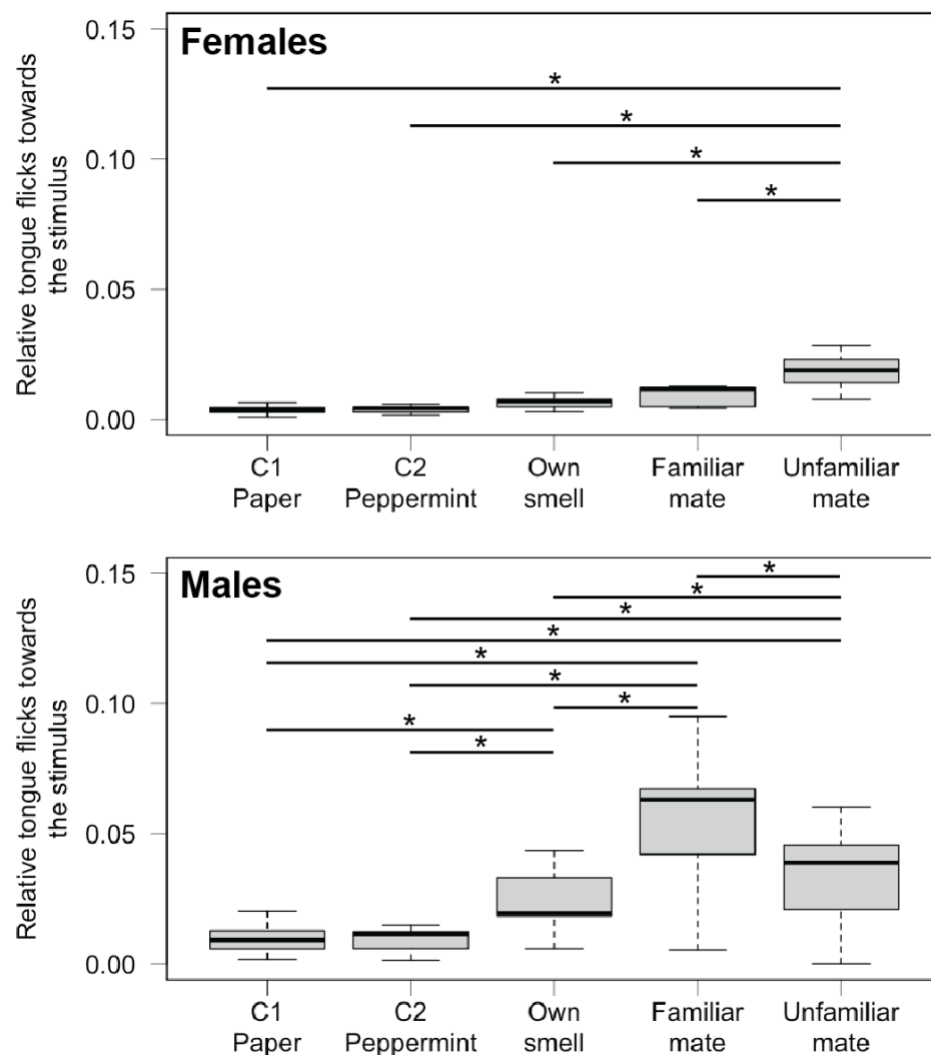 Females
Relative tongue flicks towards
the stimulus
0.15
0.10
0.05
0.00
*
*
*
*
C1
Paper
C2
Peppermint
Own
smell
Familiar
mate
Unfamiliar
mate
Males
Relative tongue flicks towards
the stimulus
0.15
0.10
0.05
0.00
*
*
*
*
*
*
*
*
*
C1
Paper
C2
Peppermint
Own
smell
Familiar
mate
Unfamiliar
mate